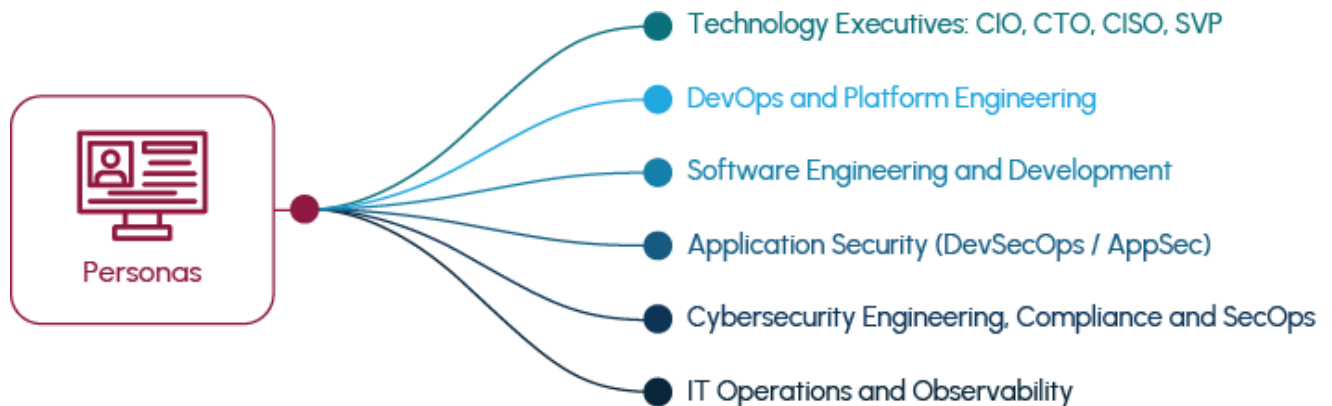 Personas
Technology Executives: CIO, CTO, CISO, SVP
DevOps and Platform Engineering
Software Engineering and Development
Application Security (DevSecOps / AppSec)
Cybersecurity Engineering, Compliance and SecOps
IT Operations and Observability